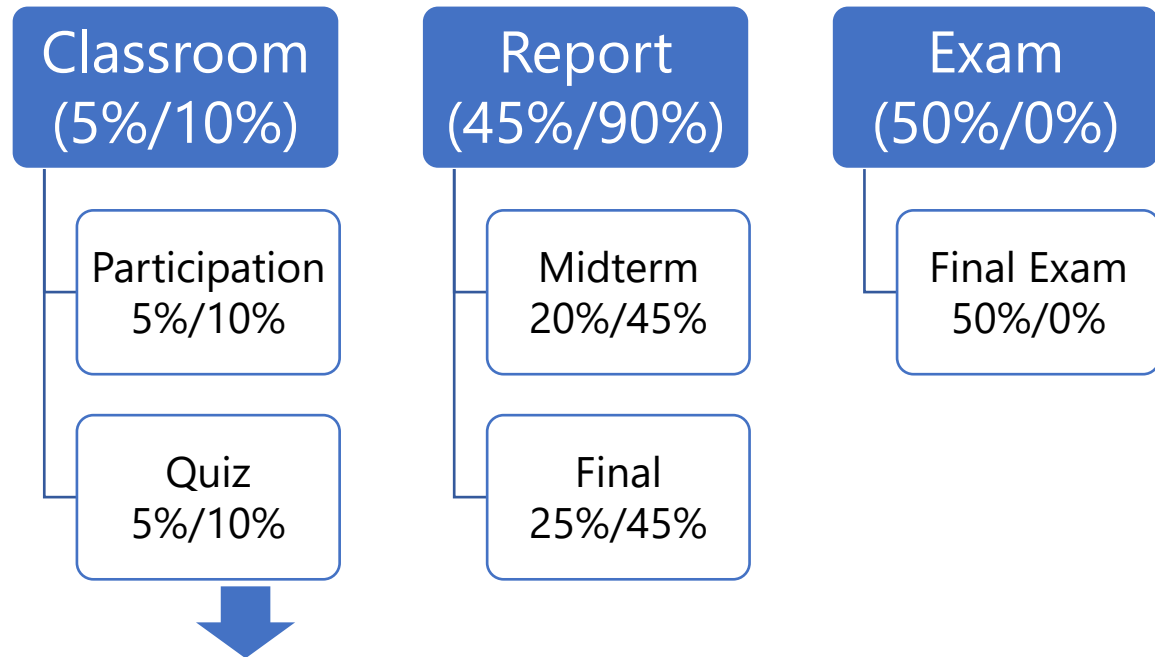 Classroom
(5%/10%)
Participation
5%/10%
Quiz
5%/10%
Report
(45%/90%)
Midterm
20%/45%
Final
25%/45%
Exam
(50%/0%)
Final Exam
50%/0%